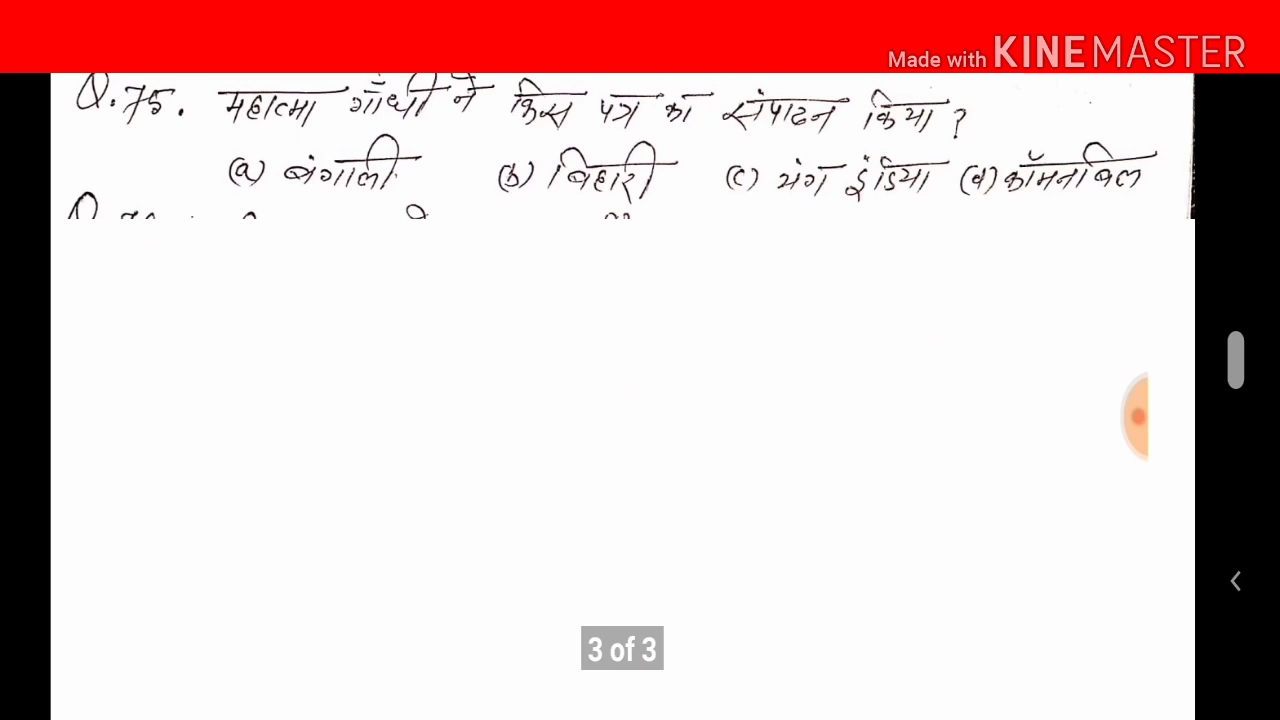 Made with KINEMASTER
Q.75. महात्मा गाँधी ने किस पत्र का संपादन किया ?
(a) बंगाली (b) बिहारी (c) यंग इंडिया (d) कॉमनविल
3 of 3